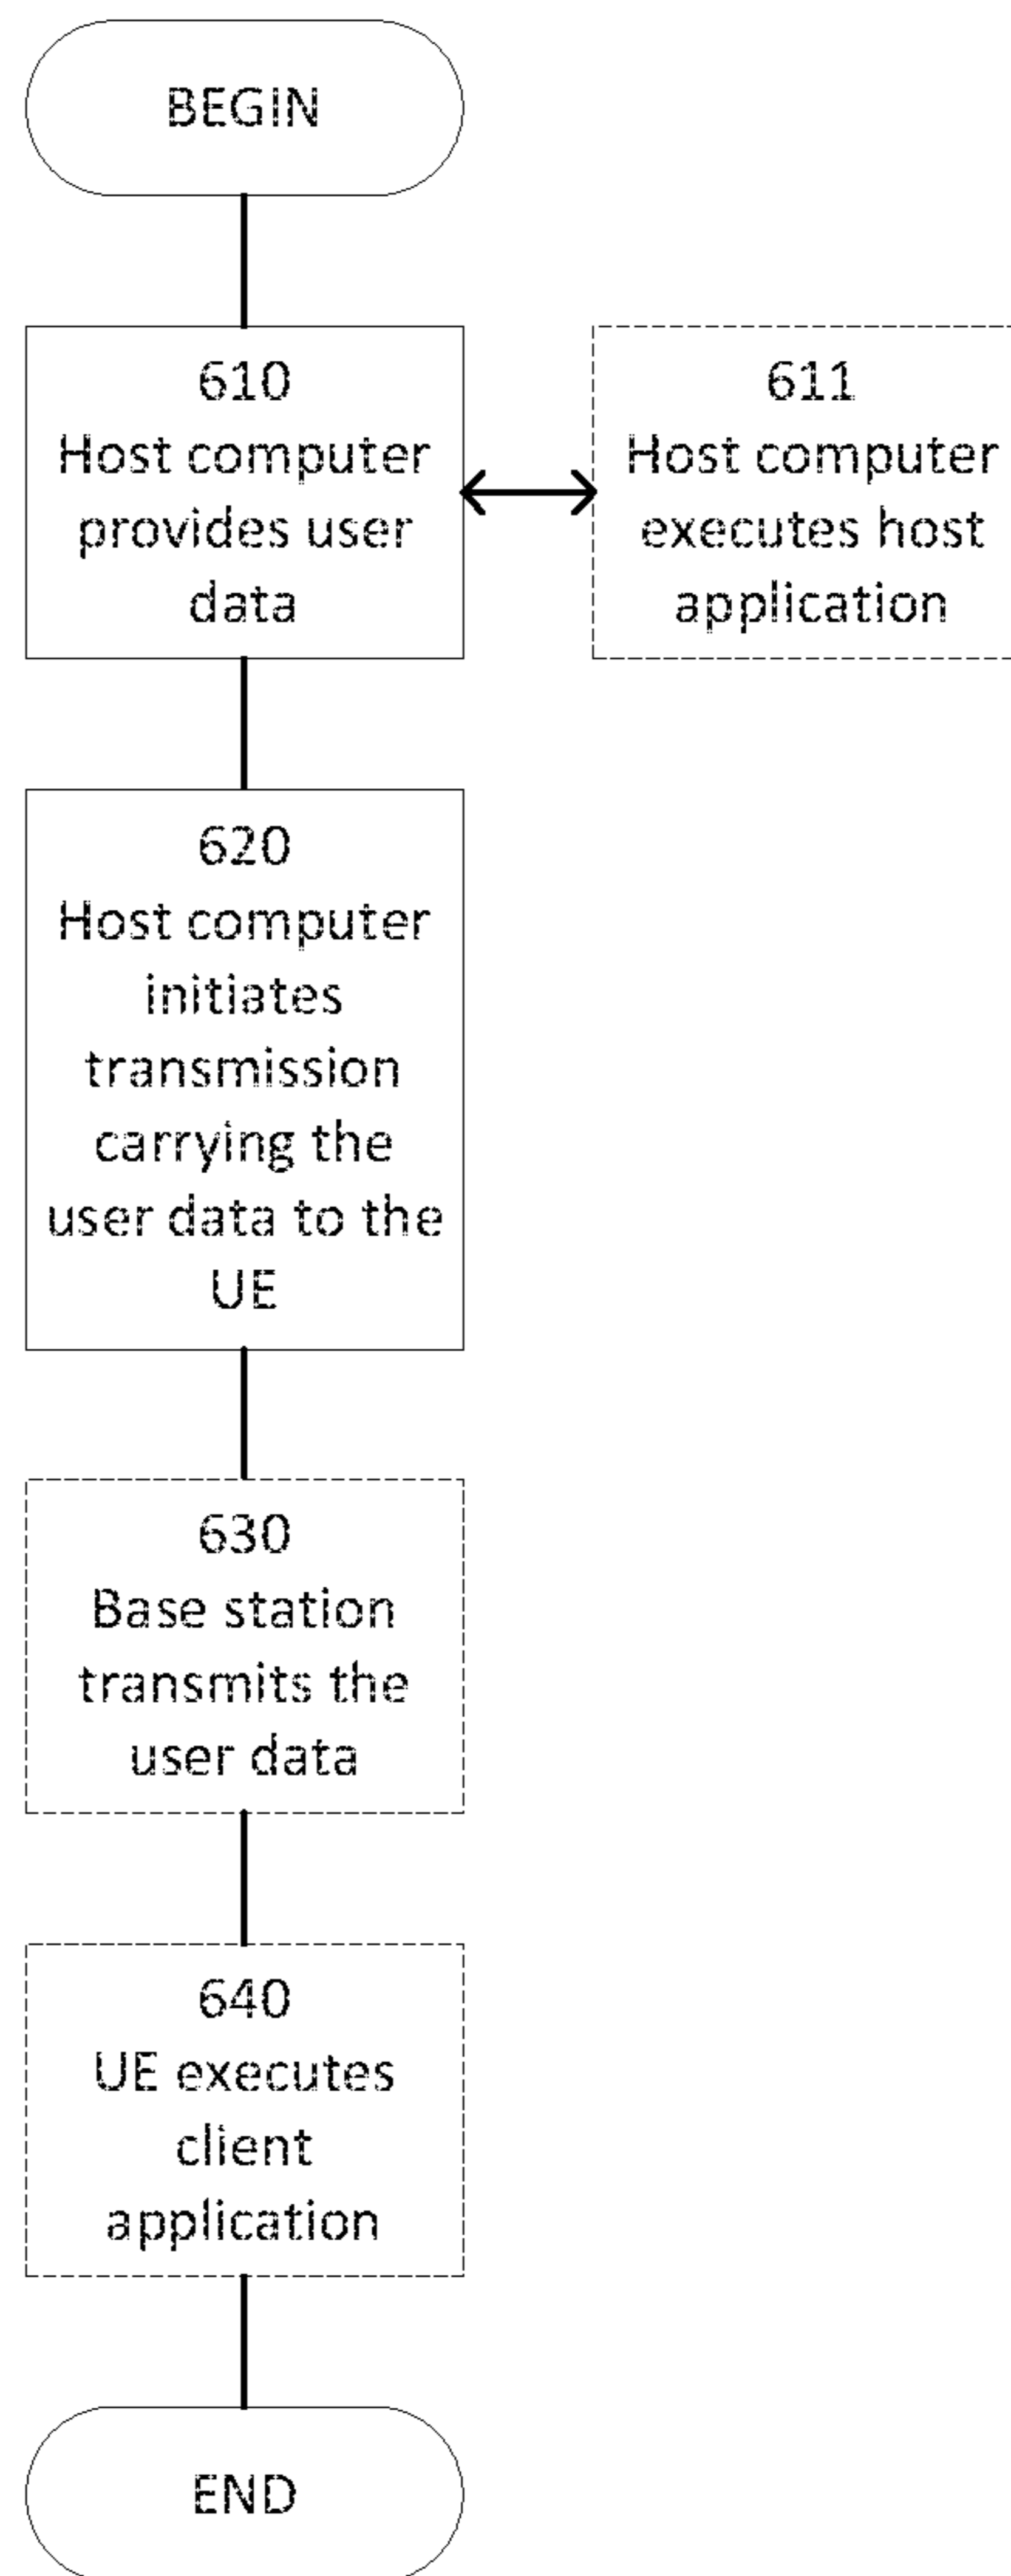 BEGIN
610
Host computer
provides user
data
611
Host computer
executes host
application
620
Host computer
initiates
transmission
carrying the
user data to the
UE
630
Base station
transmits the
user data
640
UE executes
client
application
END